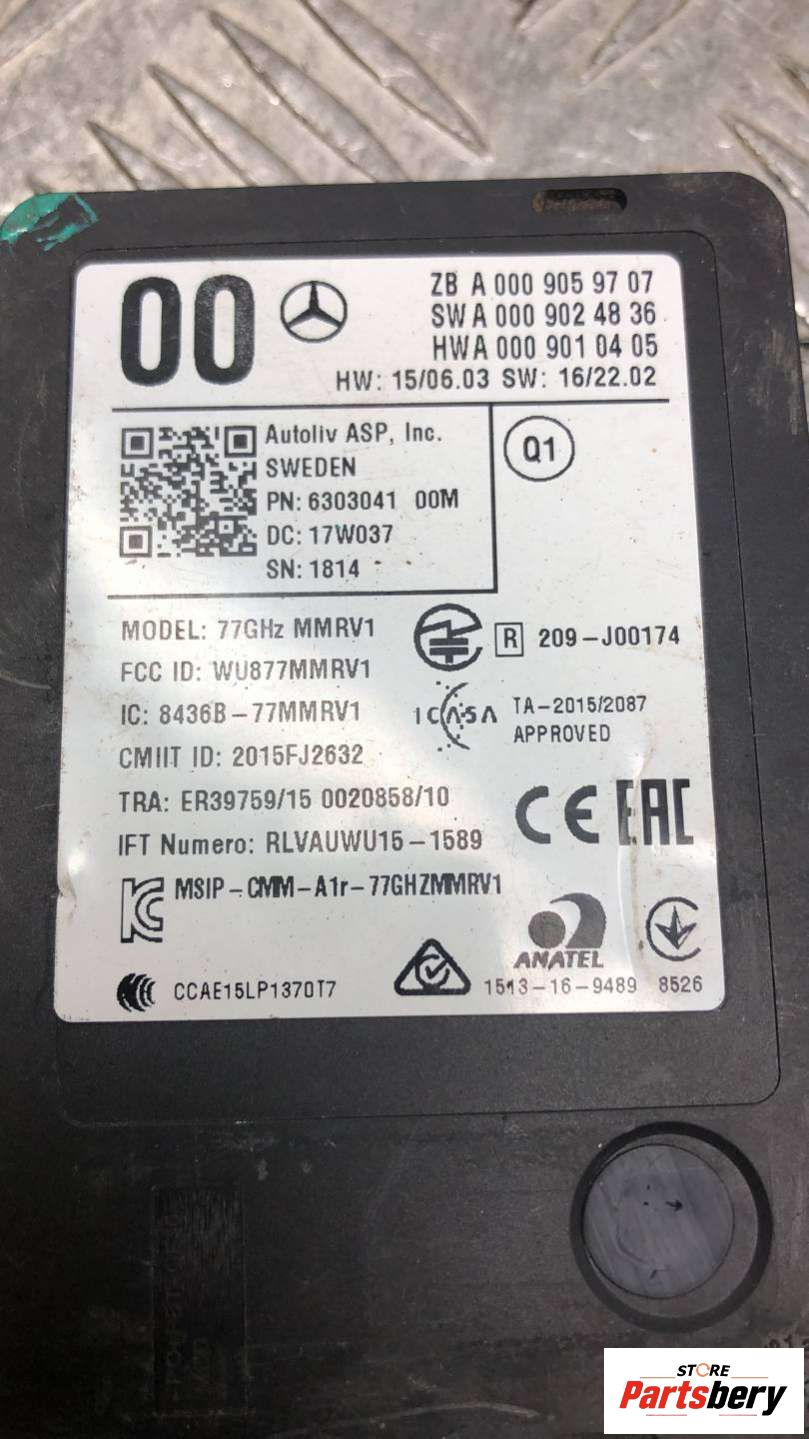 00
ZB A 000 905 97 07
SW A 000 902 48 36
HWA 000 901 04 05
HW: 15/06.03 SW: 16/22.02
Autoliv ASP, Inc.
SWEDEN
PN: 6303041 00M
DC: 17W037
SN: 1814
Q1
MODEL: 77GHz MMRV1
R 209-J00174
FCC ID: WU877MMRV1
IC: 8436B-77MMRV1
ICASA TA-2015/2087
APPROVED
CMIIT ID: 2015FJ2632
TRA: ER39759/15 0020858/10
CE EAC
IFT Numero: RLVAUWU15-1589
MSIP-CMM-A1r-77GHZMMRV1
ANATEL
CCAE15LP1370T7
1513-16-9489 8526
STORE
Partsbery